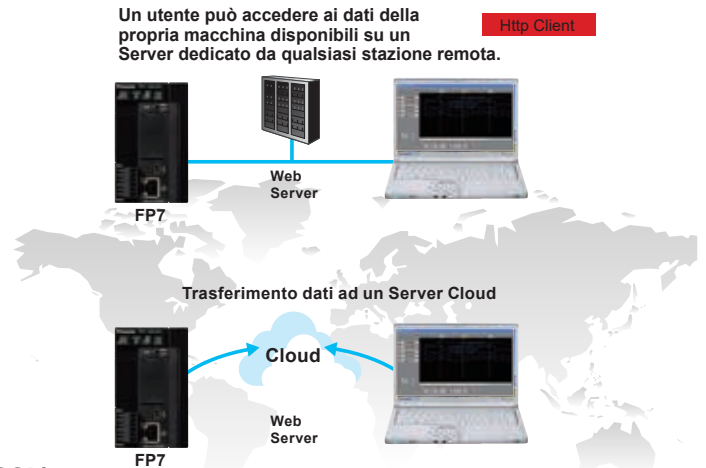 Un utente può accedere ai dati della
propria macchina disponibili su un
Server dedicato da qualsiasi stazione remota.
Http Client
Web
Server
FP7
Trasferimento dati ad un Server Cloud
Cloud
Web
Server
FP7